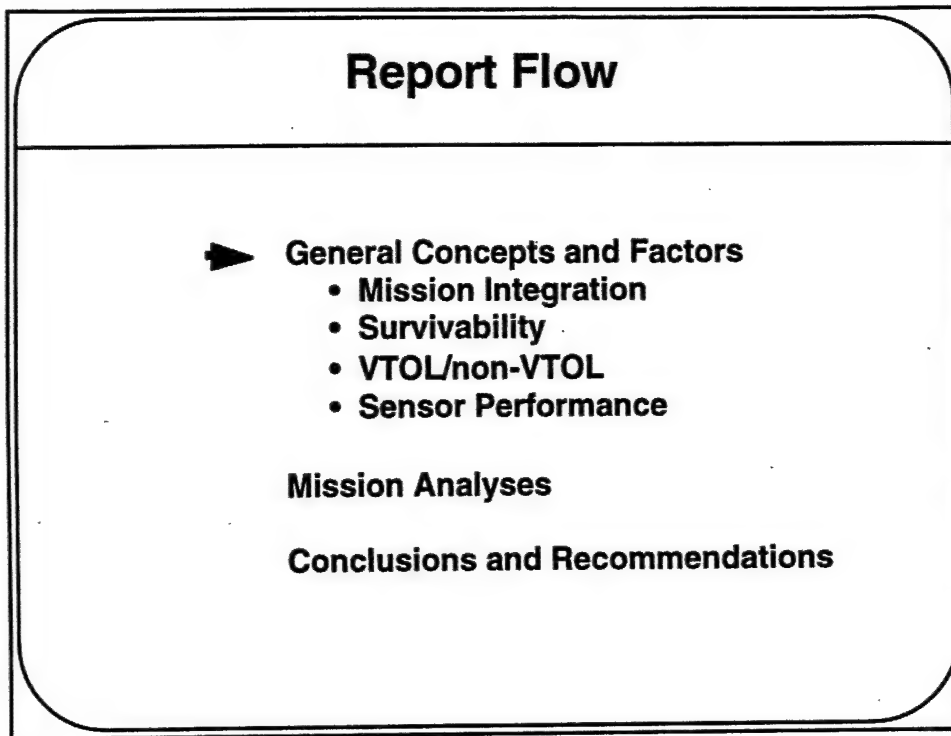 Report Flow
General Concepts and Factors
• Mission Integration
• Survivability
• VTOL/non-VTOL
• Sensor Performance
Mission Analyses
Conclusions and Recommendations